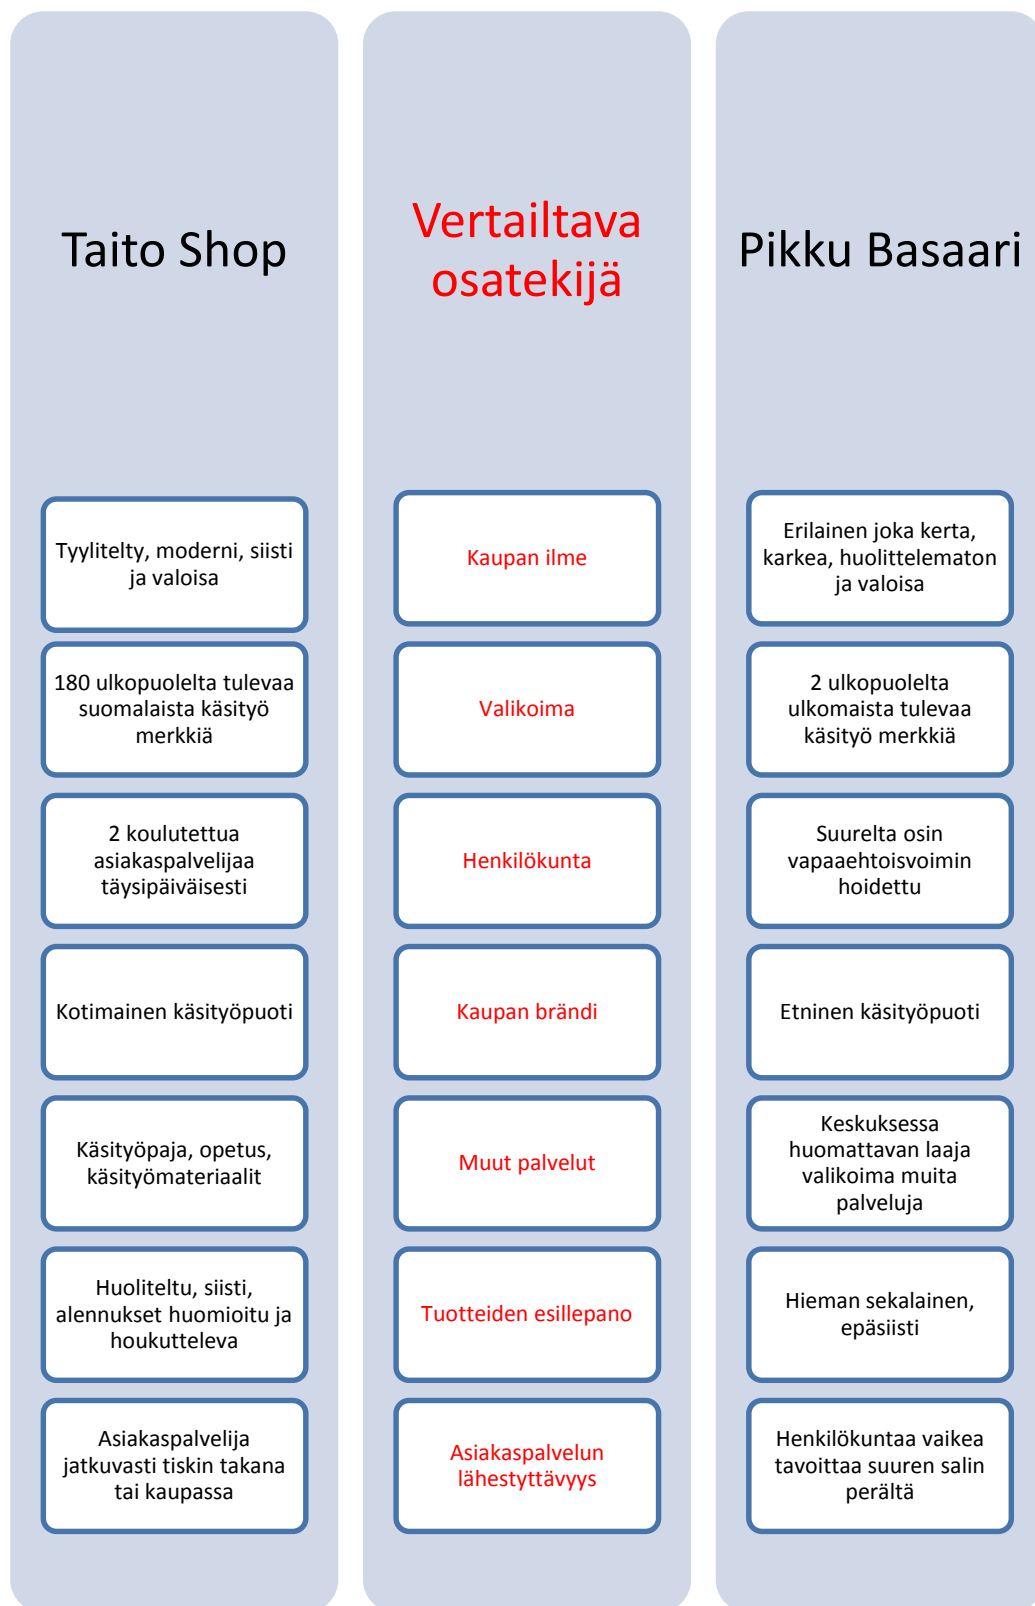 Taito Shop
Vertailtava
osatekijä
Pikku Basaari
Tyylitelty, moderni, siisti
ja valoisa
Kaupan ilme
Erilainen joka kerta,
karkea, huolittelematon
ja valoisa
180 ulkopuolelta tulevaa
suomalaista käsityö
merkkiä
Valikoima
2 ulkopuolelta
ulkomaista tulevaa
käsityö merkkiä
2 koulutettua
asiakaspalvelijaa
täysipäiväisesti
Henkilökunta
Suurelta osin
vapaaehtoisvoimin
hoidettu
Kotimainen käsityöpuoti
Kaupan brändi
Etninen käsityöpuoti
Käsityöpaja, opetus,
käsityömateriaalit
Muut palvelut
Keskuksessa
huomattavan laaja
valikoima muita
palveluja
Huoliteltu, siisti,
alennukset huomioitu ja
houkutteleva
Tuotteiden esillepano
Hieman sekalainen,
epäsiisti
Asiakaspalvelija
jatkuvasti tiskin takana
tai kaupassa
Asiakaspalvelun
lähestyttävyys
Henkilökuntaa vaikea
tavoittaa suuren salin
perältä